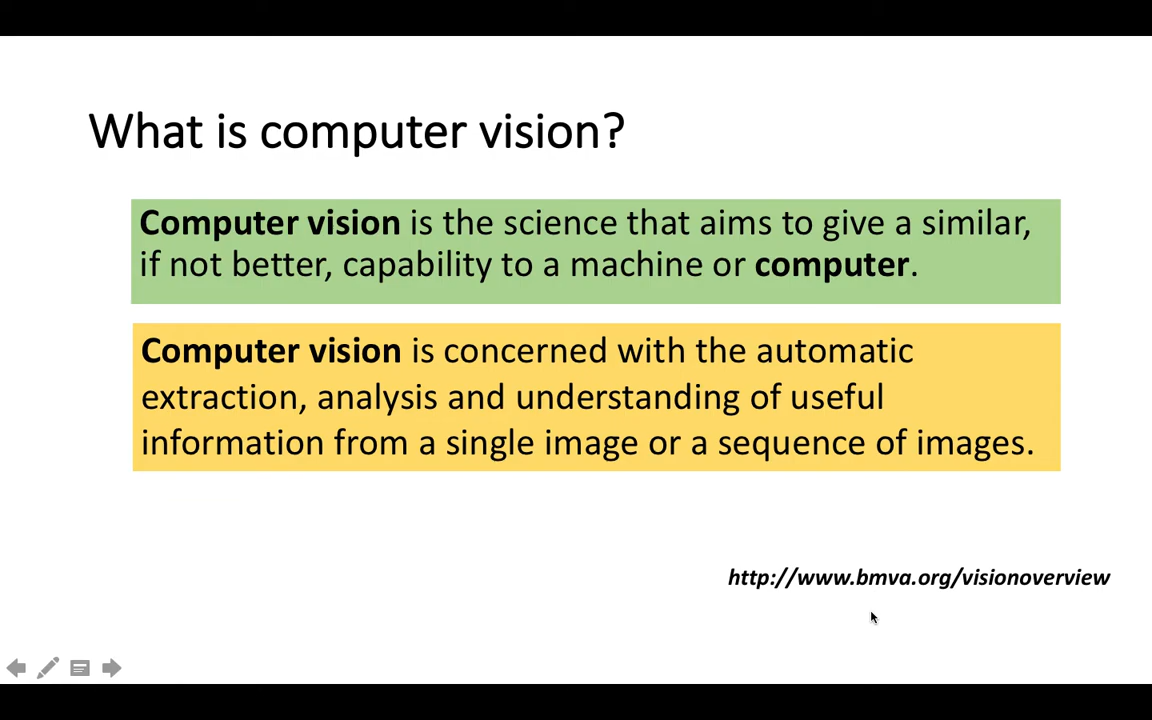 What is computer vision?
Computer vision is the science that aims to give a similar,
if not better, capability to a machine or computer.
Computer vision is concerned with the automatic
extraction, analysis and understanding of useful
information from a single image or a sequence of images.
http://www.bmva.org/visionoverview